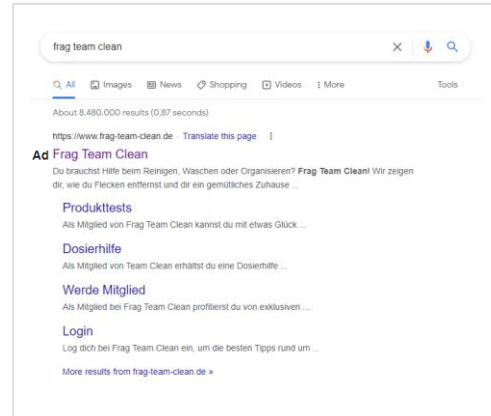 frag team clean
All Images News Shopping Videos More Tools
About 8.480.000 results (0,87 seconds)
https://www.frag-team-clean.de · Translate this page
Ad Frag Team Clean
Du brauchst Hilfe beim Reinigen, Waschen oder Organisieren? Frag Team Clean! Wir zeigen
dir, wie du Flecken entfernst und dir ein gemütliches Zuhause ...
Produkttests
Als Mitglied von Frag Team Clean kannst du mit etwas Glück ...
Dosierhilfe
Als Mitglied von Team Clean erhältst du eine Dosierhilfe ...
Werde Mitglied
Als Mitglied bei Frag Team Clean profitierst du von exklusiven ...
Login
Log dich bei Frag Team Clean ein, um die besten Tipps rund um ...
More results from frag-team-clean.de »